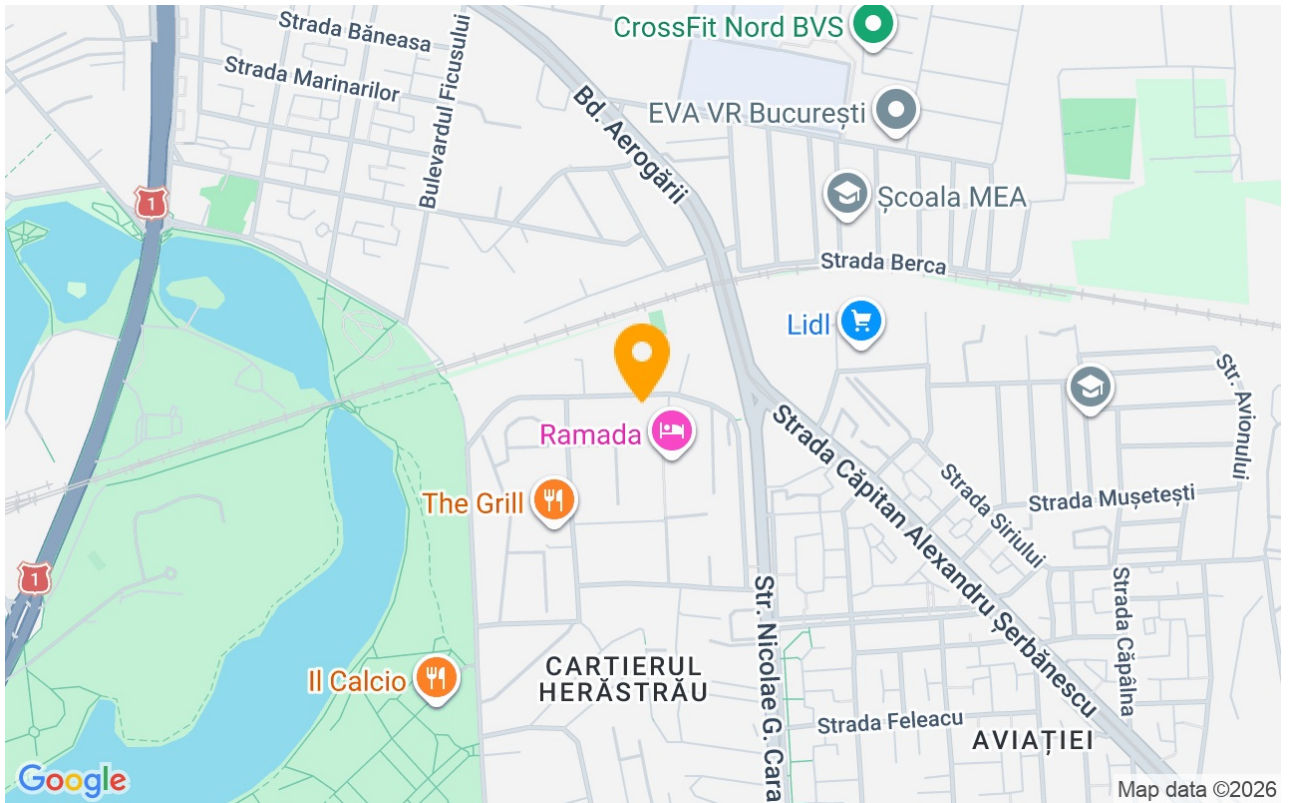 CrossFit Nord BVS
Strada Băneasa
Strada Marinarilor
Bulevardul Ficusului
Bd. Aerogării
EVA VR București
Școala MEA
1
Strada Berca
Lidl
Str. Avionului
Ramada
Strada Căpitan Alexandru Șerbănescu
The Grill
Strada Siriului
Strada Mușetești
1
Str. Nicolae G. Cara
Strada Căpâlna
CARTIERUL
HERĂSTRĂU
Il Calcio
Strada Feleacu
AVIAȚIEI
Google
Map data ©2026